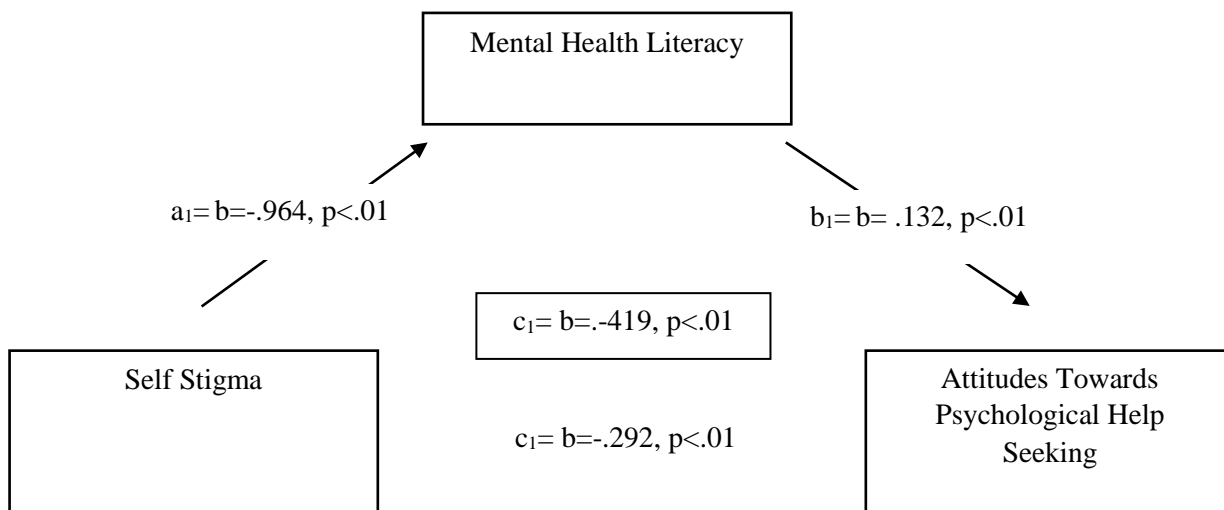 Mental Health Literacy
a₁= b=-.964, p<.01
b₁= b= .132, p<.01
c₁= b=.-419, p<.01
Self Stigma
Attitudes Towards
Psychological Help
Seeking
c₁= b=-.292, p<.01